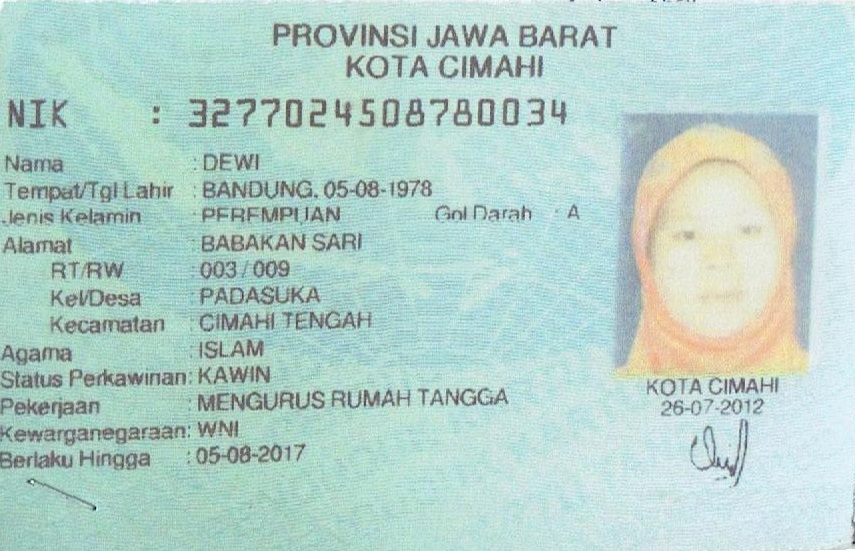 PROVINSI JAWA BARAT
KOTA CIMAHI
NIK : 3277024508780034
Nama : DEWI
Tempat/Tgl Lahir : BANDUNG, 05-08-1978
Jenis Kelamin : PEREMPUAN Gol Darah : A
Alamat : BABAKAN SARI
RT/RW : 003 / 009
Kel/Desa : PADASUKA
Kecamatan : CIMAHI TENGAH
Agama : ISLAM
Status Perkawinan: KAWIN
Pekerjaan : MENGURUS RUMAH TANGGA
Kewarganegaraan: WNI
Berlaku Hingga : 05-08-2017
KOTA CIMAHI
26-07-2012